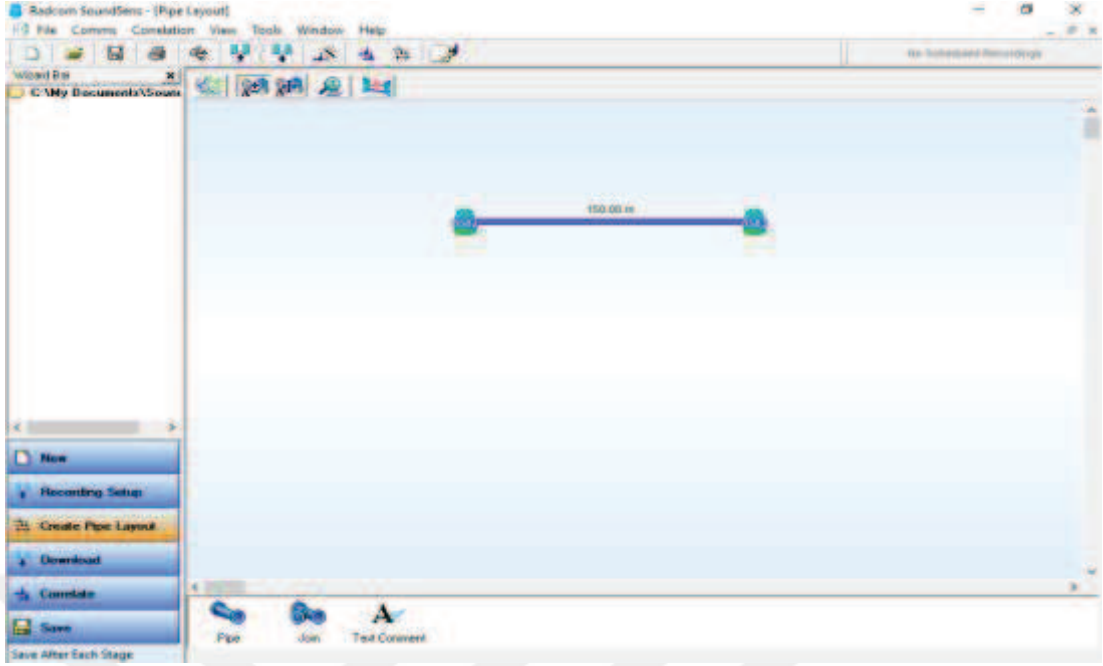 Radcom SoundSens - [Pipe Layout]
File Comms Correlation View Tools Window Help
No Scheduled Recordings
Wizard Bar
C:\My Documents\Soun
150.00 m
New
Recording Setup
Create Pipe Layout
Download
Correlate
Save
Save After Each Stage
Pipe Join Text Comment